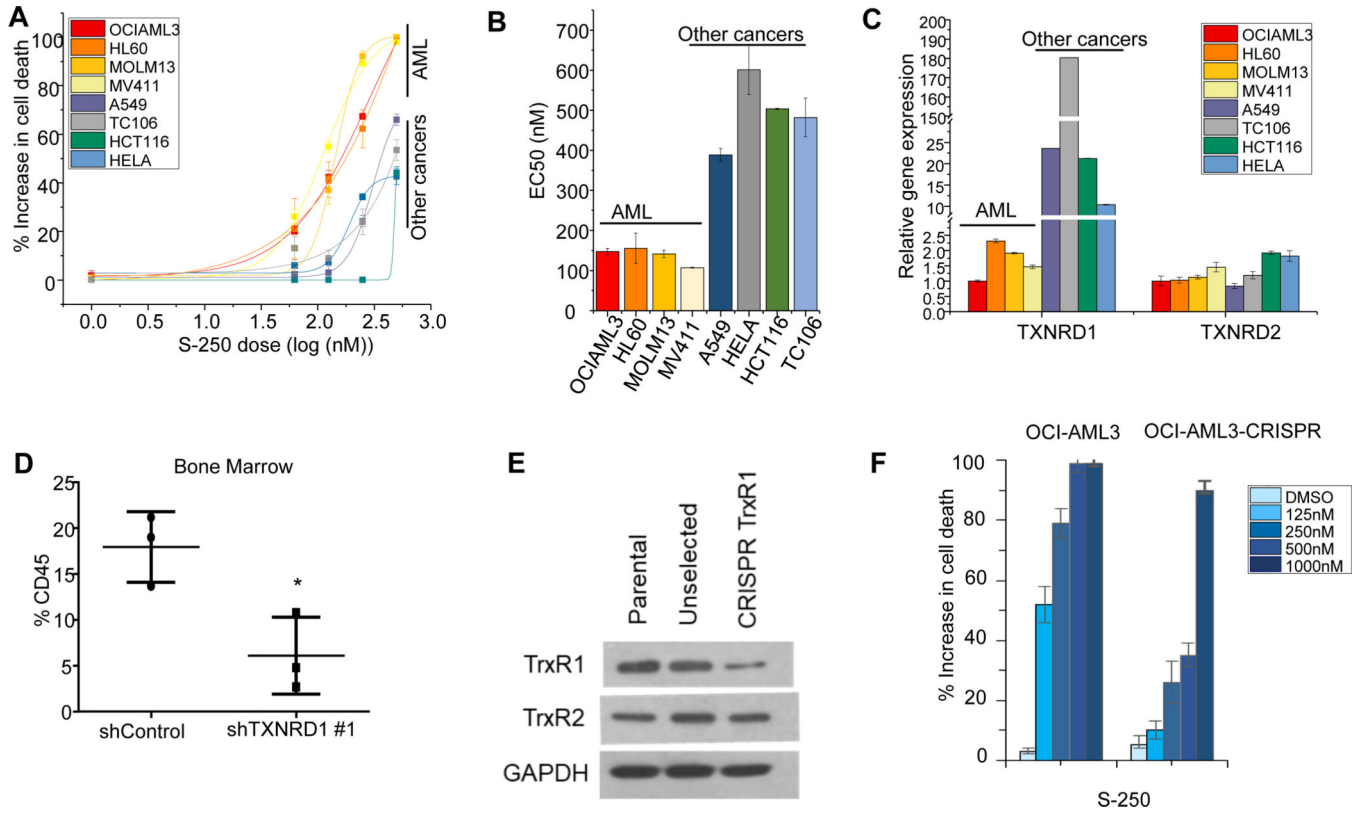 A
OCIAML3
HL60
MOLM13
MV411
A549
TC106
HCT116
HELA
AML
Other cancers
% Increase in cell death
100
80
60
40
20
0
0.0 0.5 1.0 1.5 2.0 2.1 3.0
S-250 dose (log (nM))
B
Other cancers
AML
EC50 (nM)
700
600
500
400
300
200
100
0
OCIAML3
HL60
MOLM13
MV411
A549
HELA
HCT116
TC106
C
Other cancers
AML
OCIAML3
HL60
MOLM13
MV411
A549
TC106
HCT116
HELA
Relative gene expression
200
190
180
170
160
150
25
20
15
10
2.5
2.0
1.5
1.0
0.5
0.0
TXNRD1
TXNRD2
D
Bone Marrow
% CD45
25
20
15
10
5
0
*
shControl
shTXNRD1 #1
E
Parental
Unselected
CRISPR TrxR1
TrxR1
TrxR2
GAPDH
F
OCI-AML3
OCI-AML3-CRISPR
% Increase in cell death
100
80
60
40
20
0
S-250
DMSO
125nM
250nM
500nM
1000nM